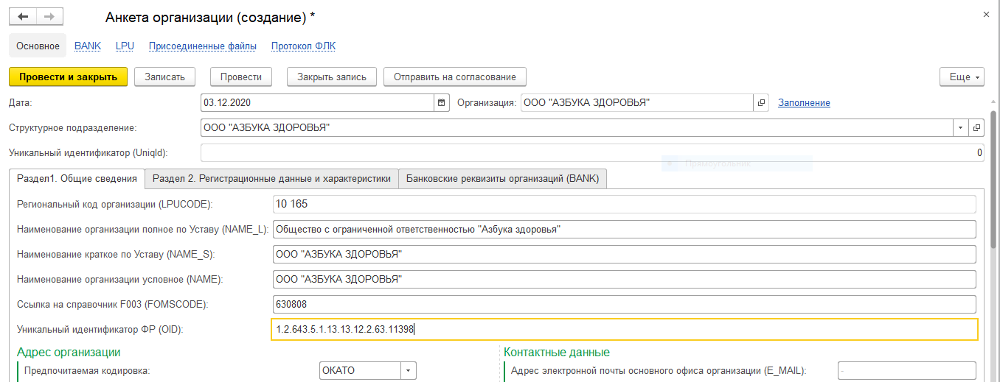 Анкета организации (создание) *
Основное BANK LPU Присоединенные файлы Протокол ФЛК
Провести и закрыть Записать Провести Закрыть запись Отправить на согласование Еще
Дата: 03.12.2020 Организация: ООО "АЗБУКА ЗДОРОВЬЯ" Заполнение
Структурное подразделение: ООО "АЗБУКА ЗДОРОВЬЯ"
Уникальный идентификатор (UniqId): 0
Прямоугольник
Раздел1. Общие сведения Раздел 2. Регистрационные данные и характеристики Банковские реквизиты организаций (BANK)
Региональный код организации (LPUCODE): 10 165
Наименование организации полное по Уставу (NAME_L): Общество с ограниченной ответственностью "Азбука здоровья"
Наименование краткое по Уставу (NAME_S): ООО "АЗБУКА ЗДОРОВЬЯ"
Наименование организации условное (NAME): ООО "АЗБУКА ЗДОРОВЬЯ"
Ссылка на справочник F003 (FOMSCODE): 630808
Уникальный идентификатор ФР (OID): 1.2.643.5.1.13.13.12.2.63.11398
Адрес организации Контактные данные
Предпочитаемая кодировка: ОКАТО Адрес электронной почты основного офиса организации (E_MAIL): -